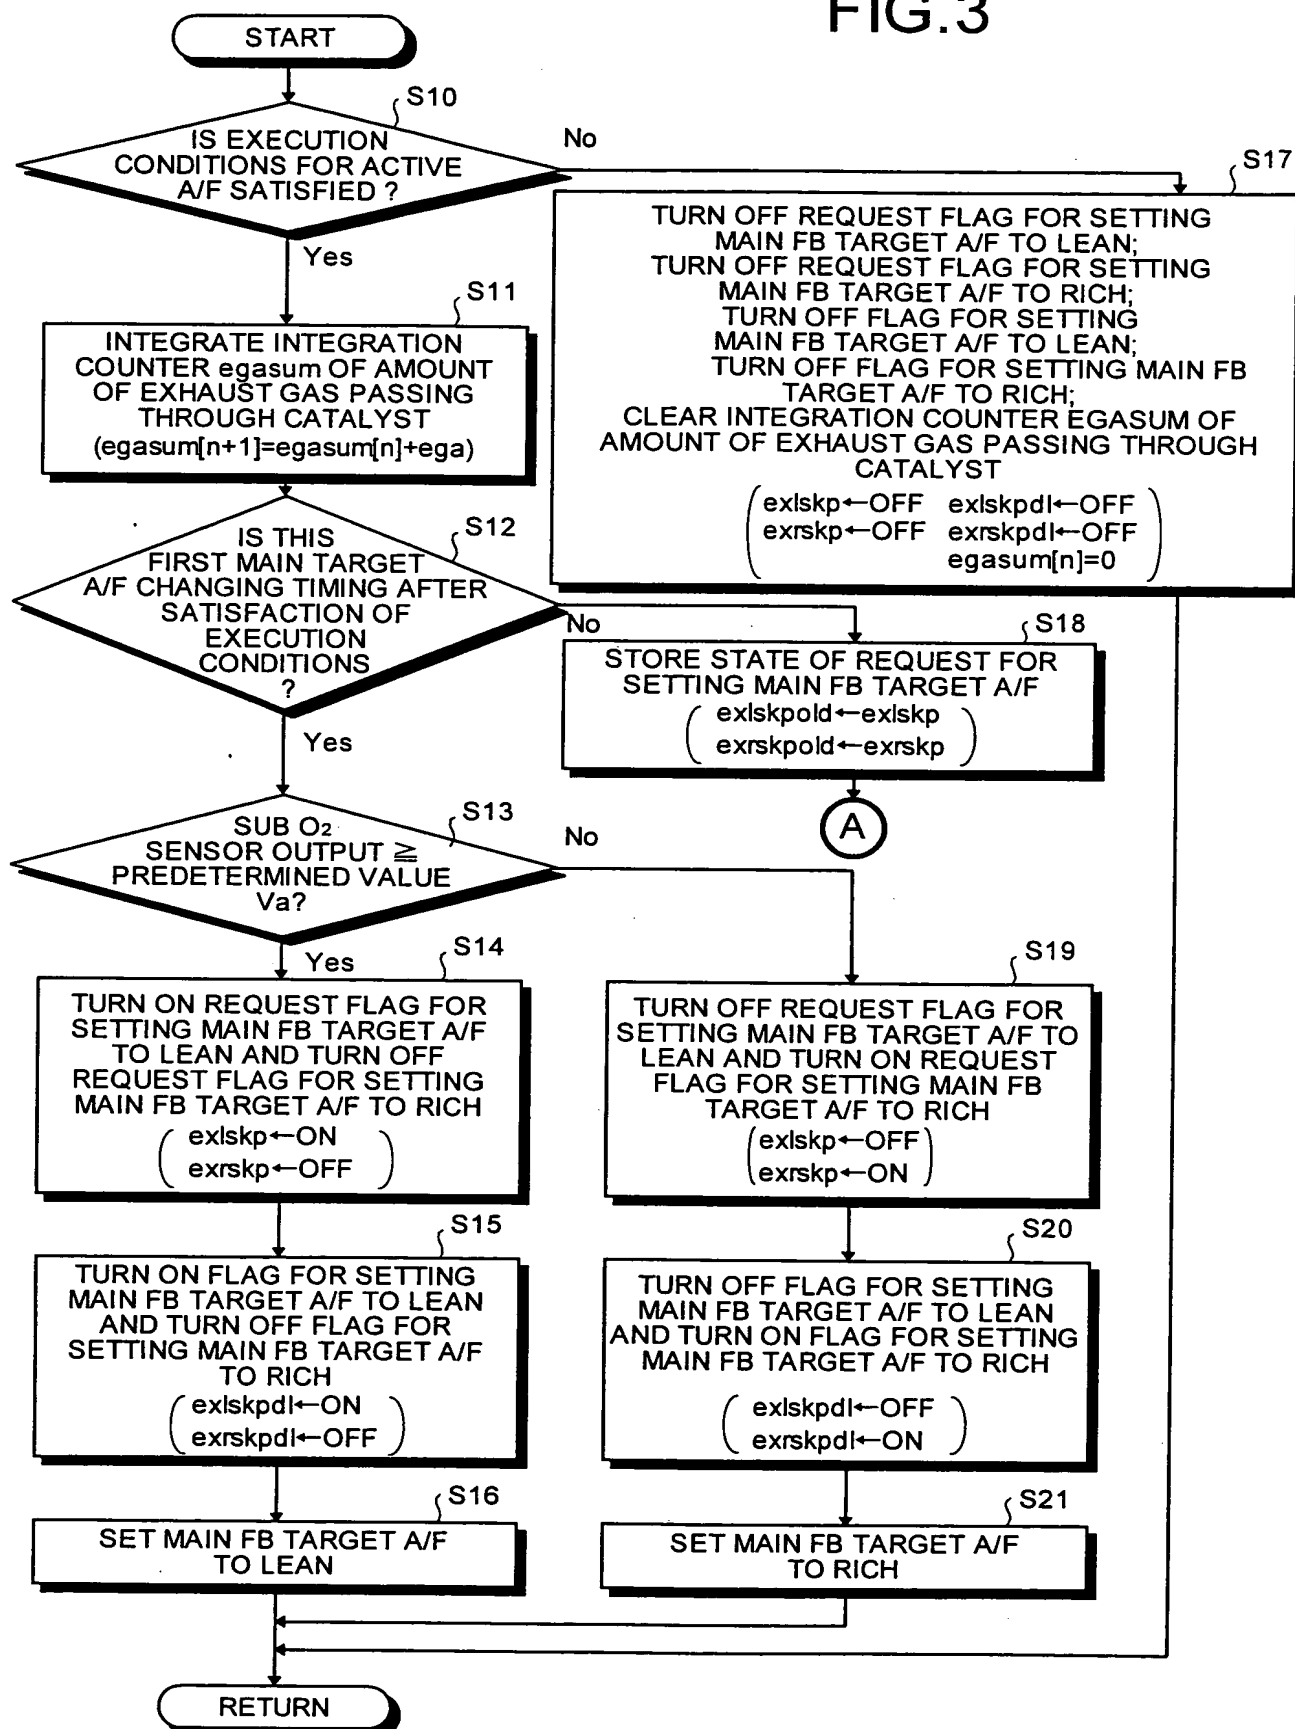 FIG.3
START
S10
IS EXECUTION
CONDITIONS FOR ACTIVE
A/F SATISFIED ?
No
Yes
S17
TURN OFF REQUEST FLAG FOR SETTING
MAIN FB TARGET A/F TO LEAN;
TURN OFF REQUEST FLAG FOR SETTING
MAIN FB TARGET A/F TO RICH;
TURN OFF FLAG FOR SETTING
MAIN FB TARGET A/F TO LEAN;
TURN OFF FLAG FOR SETTING MAIN FB
TARGET A/F TO RICH;
CLEAR INTEGRATION COUNTER EGASUM OF
AMOUNT OF EXHAUST GAS PASSING THROUGH
CATALYST
exlskp←OFF exlskpdl←OFF
exrskp←OFF exrskpdl←OFF
egasum[n]=0
S11
INTEGRATE INTEGRATION
COUNTER egasum OF AMOUNT
OF EXHAUST GAS PASSING
THROUGH CATALYST
(egasum[n+1]=egasum[n]+ega)
S12
IS THIS
FIRST MAIN TARGET
A/F CHANGING TIMING AFTER
SATISFACTION OF
EXECUTION
CONDITIONS
?
No
Yes
S18
STORE STATE OF REQUEST FOR
SETTING MAIN FB TARGET A/F
exlskpold←exlskp
exrskpold←exrskp
A
S13
SUB O2
SENSOR OUTPUT ≧
PREDETERMINED VALUE
Va?
No
Yes
S14
TURN ON REQUEST FLAG FOR
SETTING MAIN FB TARGET A/F
TO LEAN AND TURN OFF
REQUEST FLAG FOR SETTING
MAIN FB TARGET A/F TO RICH
exlskp←ON
exrskp←OFF
S19
TURN OFF REQUEST FLAG FOR
SETTING MAIN FB TARGET A/F TO
LEAN AND TURN ON REQUEST
FLAG FOR SETTING MAIN FB
TARGET A/F TO RICH
exlskp←OFF
exrskp←ON
S15
TURN ON FLAG FOR SETTING
MAIN FB TARGET A/F TO LEAN
AND TURN OFF FLAG FOR
SETTING MAIN FB TARGET A/F
TO RICH
exlskpdl←ON
exrskpdl←OFF
S20
TURN OFF FLAG FOR SETTING
MAIN FB TARGET A/F TO LEAN
AND TURN ON FLAG FOR SETTING
MAIN FB TARGET A/F TO RICH
exlskpdl←OFF
exrskpdl←ON
S16
SET MAIN FB TARGET A/F
TO LEAN
S21
SET MAIN FB TARGET A/F
TO RICH
RETURN